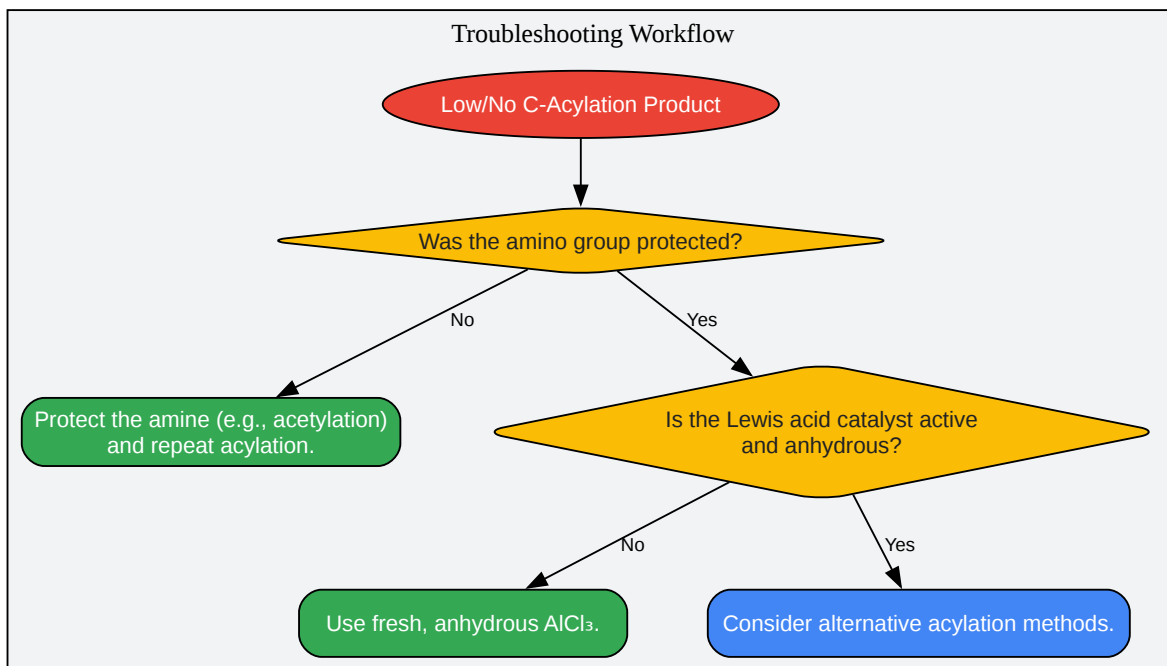 Troubleshooting Workflow
Low/No C-Acylation Product
Was the amino group protected?
No
Yes
Protect the amine (e.g., acetylation)
and repeat acylation.
Is the Lewis acid catalyst active
and anhydrous?
No
Yes
Use fresh, anhydrous AlCl₃.
Consider alternative acylation methods.